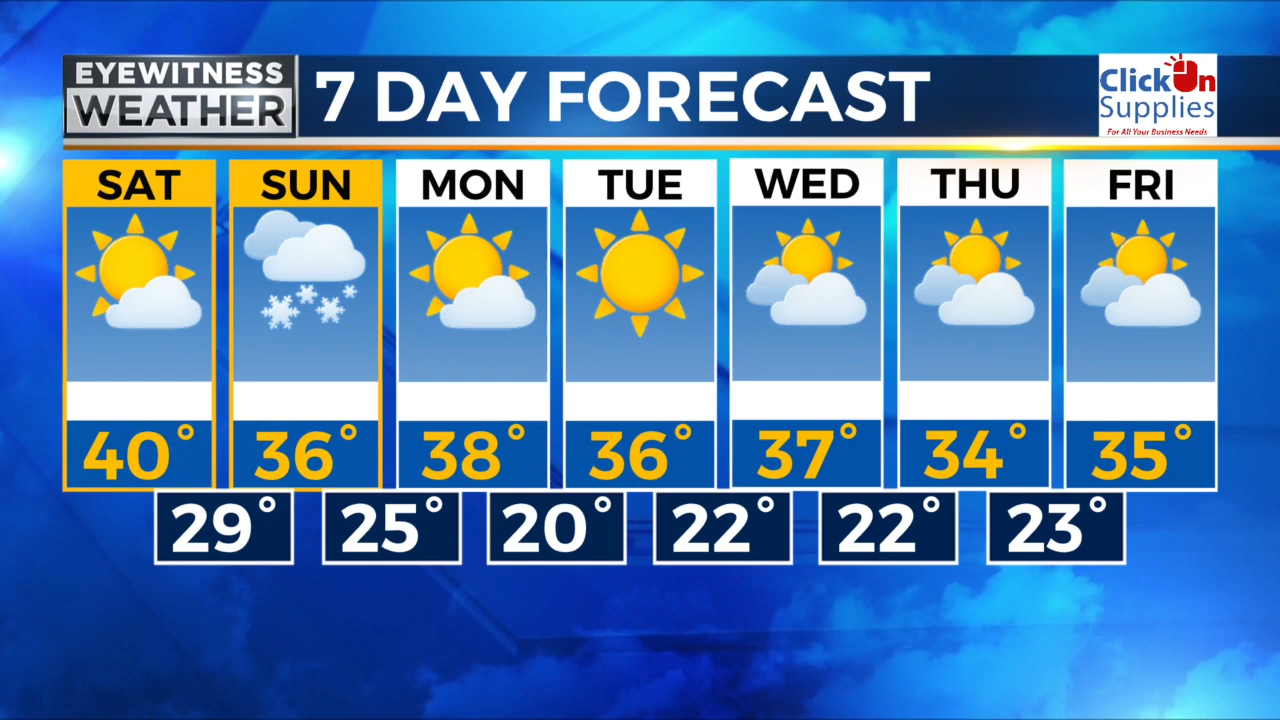 EYEWITNESS
WEATHER
7 DAY FORECAST
ClickOn
Supplies
For All Your Business Needs
SAT SUN MON TUE WED THU FRI
40° 36° 38° 36° 37° 34° 35°
29° 25° 20° 22° 22° 23°